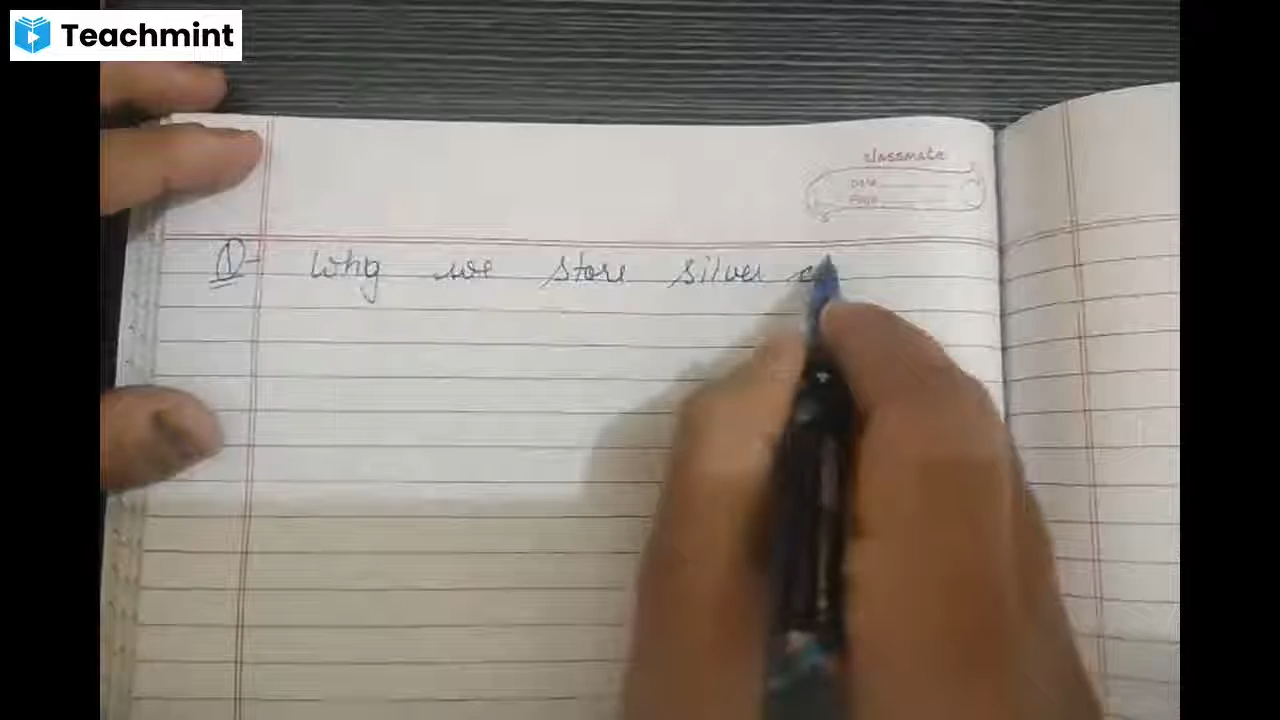 Teachmint
classmate
Date
Page
Q- Why we store silver